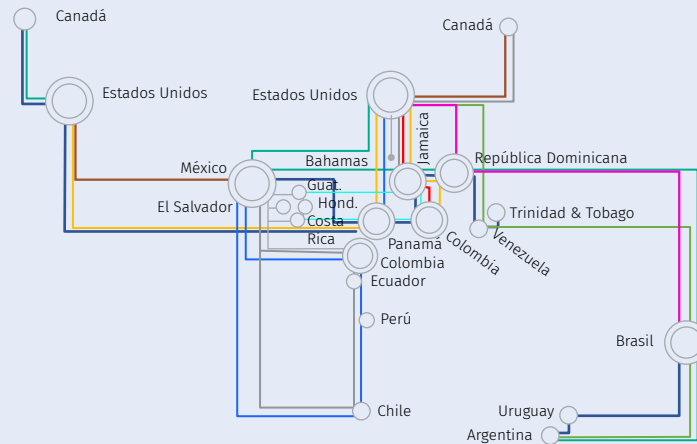 Canadá
Canadá
Estados Unidos
Estados Unidos
Jamaica
Bahamas
República Dominicana
México
Guat.
El Salvador
Hond.
Trinidad & Tobago
Costa
Rica
Panamá
Colombia
Venezuela
Colombia
Ecuador
Perú
Brasil
Chile
Uruguay
Argentina